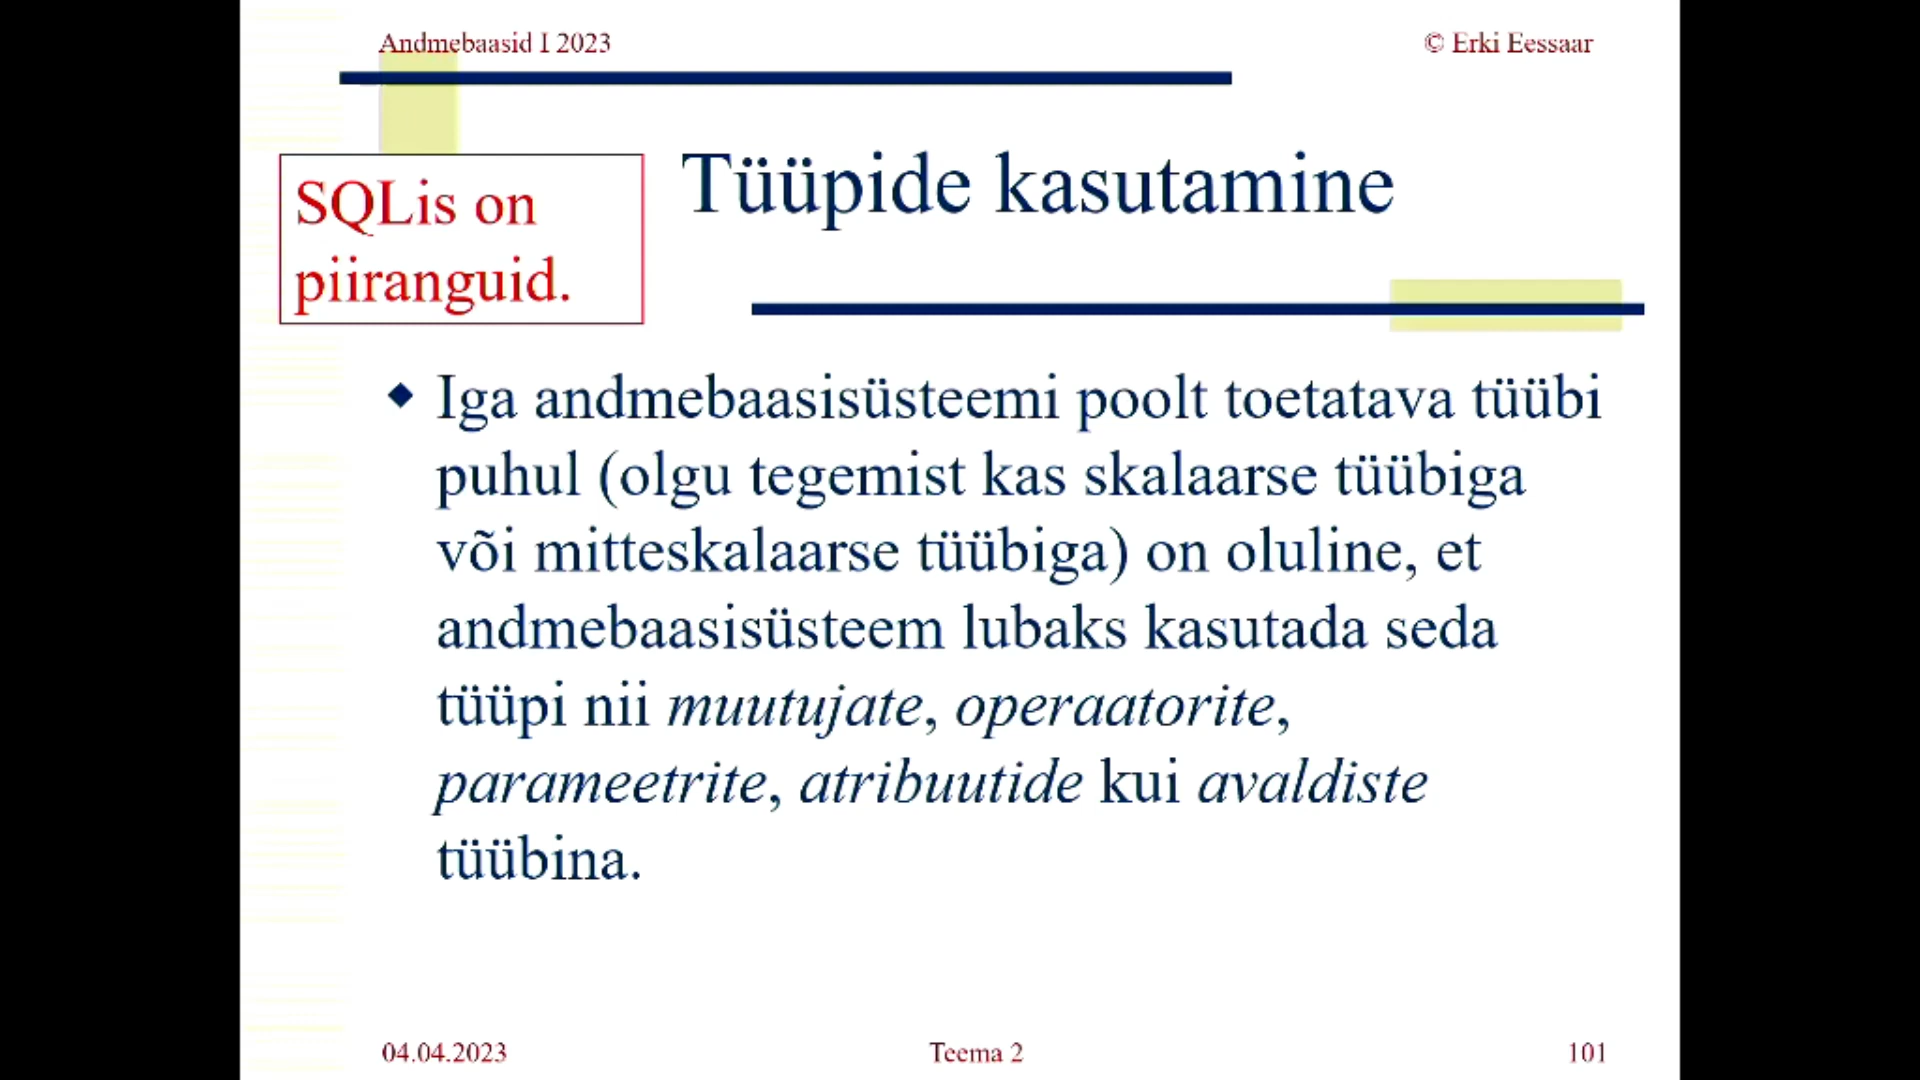 Andmebaasid I 2023
© Erki Eessaar
SQLis on
piiranguid.
Tüüpide kasutamine
◆ Iga andmebaasisüsteemi poolt toetatava tüübi
puhul (olgu tegemist kas skalaarse tüübiga
või mitteskalaarse tüübiga) on oluline, et
andmebaasisüsteem lubaks kasutada seda
tüüpi nii muutujate, operaatorite,
parameetrite, atribuutide kui avaldiste
tüübina.
04.04.2023
Teema 2
101